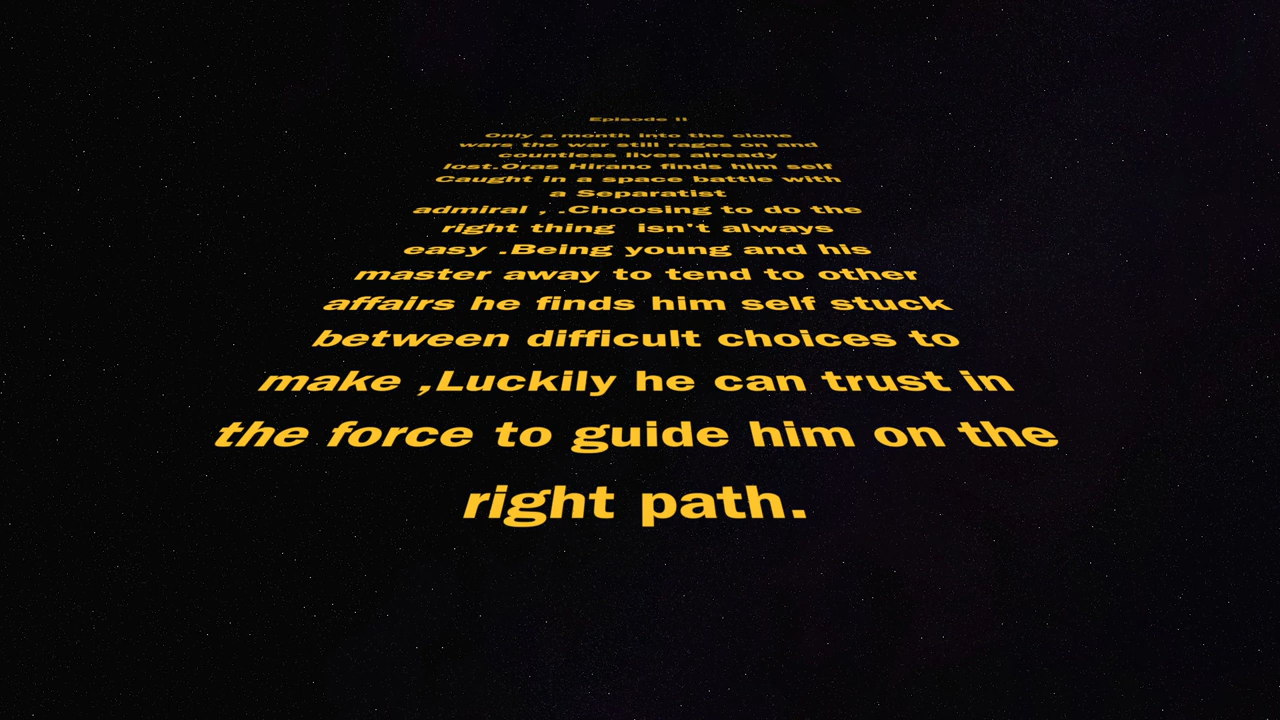 Episode II
Only a month into the clone
wars the war still rages on and
countless lives already
lost.Oras Hirano finds him self
Caught in a space battle with
a Separatist
admiral , .Choosing to do the
right thing  isn't always
easy .Being young and his
master away to tend to other
affairs he finds him self stuck
between difficult choices to
make ,Luckily he can trust in
the force to guide him on the
right path.